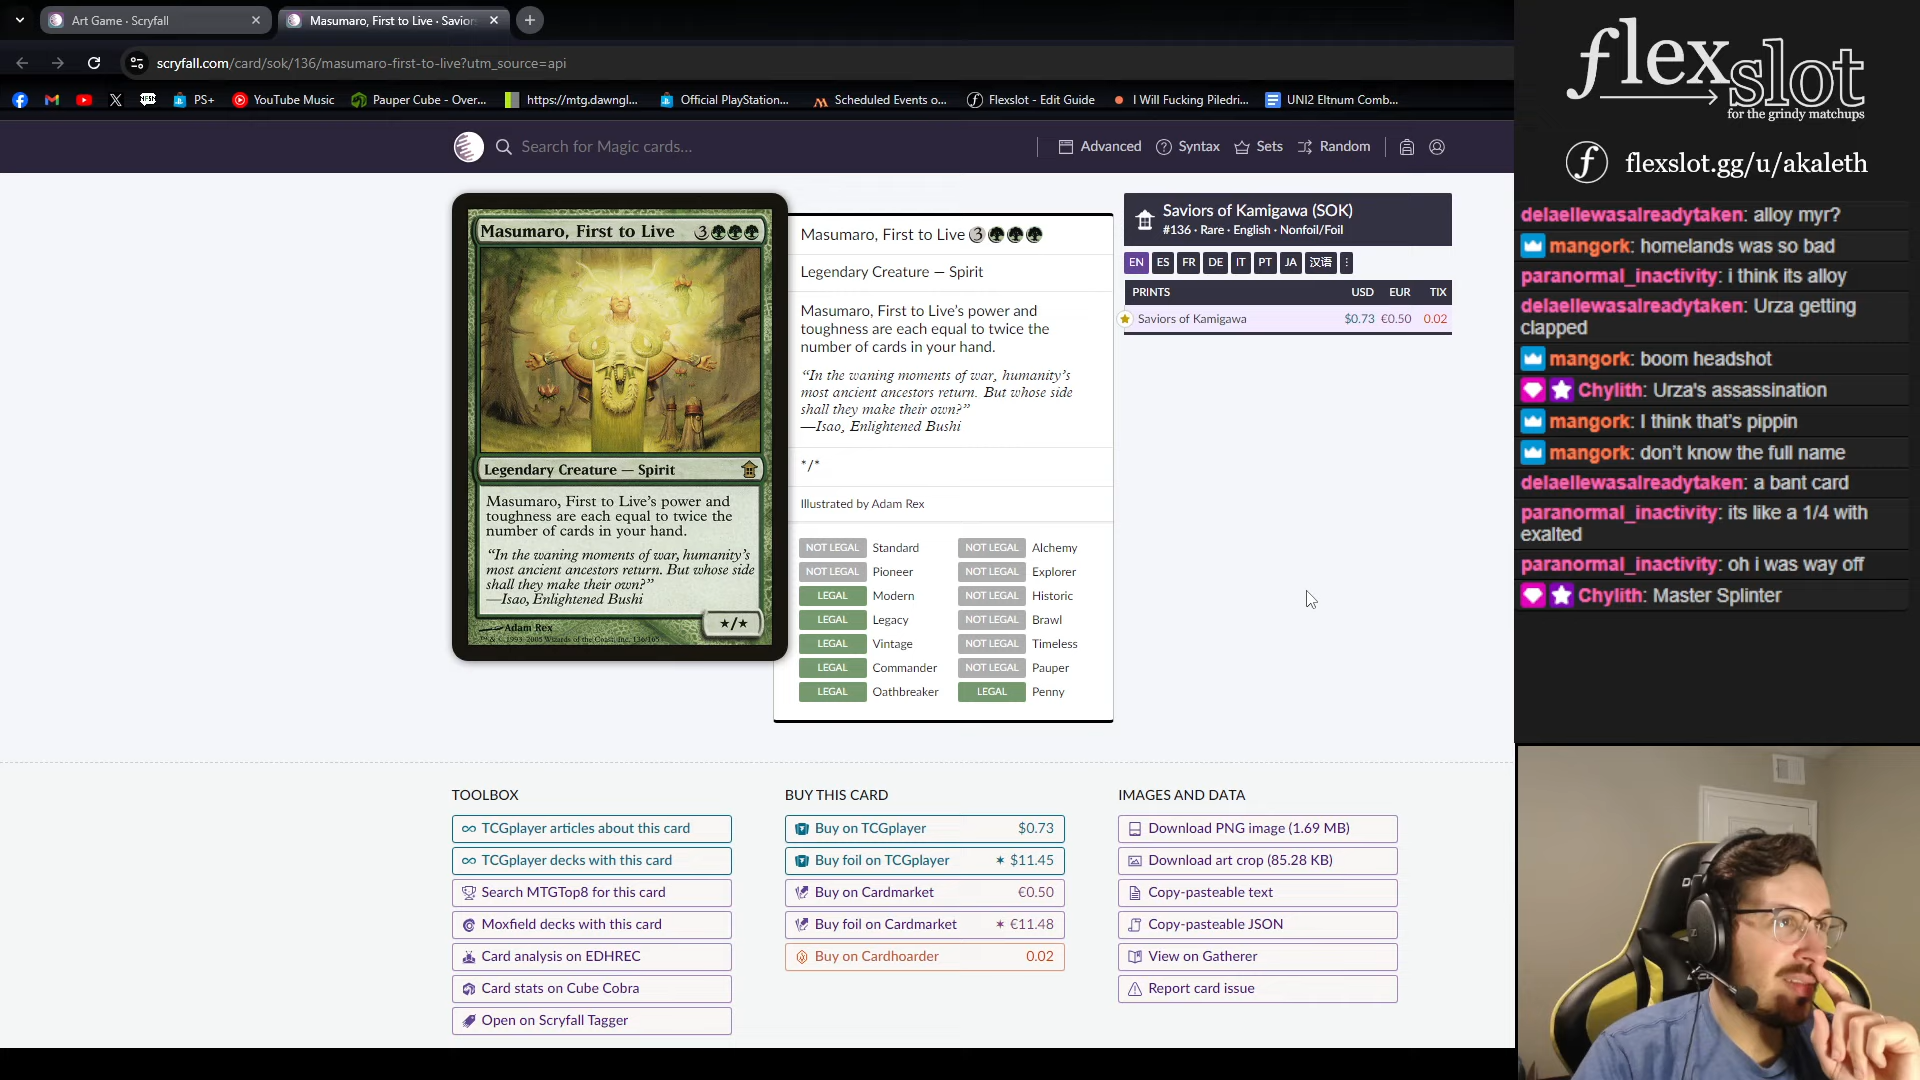 Art Game · Scryfall
Masumaro, First to Live · Savior
scryfall.com/card/sok/136/masumaro-first-to-live?utm_source=api
PS+
YouTube Music
Pauper Cube - Over...
https://mtg.dawngl...
Official PlayStation...
Scheduled Events o...
Flexslot - Edit Guide
I Will Fucking Piledri...
UNI2 Eltnum Comb...
Search for Magic cards...
Advanced
Syntax
Sets
Random
Masumaro, First to Live 3
Legendary Creature — Spirit
Masumaro, First to Live's power and
toughness are each equal to twice the
number of cards in your hand.
"In the waning moments of war, humanity's
most ancient ancestors return. But whose side
shall they make their own?"
—Isao, Enlightened Bushi
★/★
Adam Rex
™ & © 1993–2005 Wizards of the Coast, Inc. 136/165
Masumaro, First to Live 3
Legendary Creature — Spirit
Masumaro, First to Live's power and
toughness are each equal to twice the
number of cards in your hand.
"In the waning moments of war, humanity's
most ancient ancestors return. But whose side
shall they make their own?"
—Isao, Enlightened Bushi
*/*
Illustrated by Adam Rex
NOT LEGAL Standard NOT LEGAL Alchemy
NOT LEGAL Pioneer NOT LEGAL Explorer
LEGAL Modern NOT LEGAL Historic
LEGAL Legacy NOT LEGAL Brawl
LEGAL Vintage NOT LEGAL Timeless
LEGAL Commander NOT LEGAL Pauper
LEGAL Oathbreaker LEGAL Penny
Saviors of Kamigawa (SOK)
#136 · Rare · English · Nonfoil/Foil
EN ES FR DE IT PT JA 汉语
PRINTS USD EUR TIX
Saviors of Kamigawa $0.73 €0.50 0.02
TOOLBOX
TCGplayer articles about this card
TCGplayer decks with this card
Search MTGTop8 for this card
Moxfield decks with this card
Card analysis on EDHREC
Card stats on Cube Cobra
Open on Scryfall Tagger
BUY THIS CARD
Buy on TCGplayer $0.73
Buy foil on TCGplayer ✶ $11.45
Buy on Cardmarket €0.50
Buy foil on Cardmarket ✶ €11.48
Buy on Cardhoarder 0.02
IMAGES AND DATA
Download PNG image (1.69 MB)
Download art crop (85.28 KB)
Copy-pasteable text
Copy-pasteable JSON
View on Gatherer
Report card issue
flex
slot
for the grindy matchups
f flexslot.gg/u/akaleth
delaellewasalreadytaken: alloy myr?
mangork: homelands was so bad
paranormal_inactivity: i think its alloy
delaellewasalreadytaken: Urza getting
clapped
mangork: boom headshot
Chylith: Urza's assassination
mangork: I think that's pippin
mangork: don't know the full name
delaellewasalreadytaken: a bant card
paranormal_inactivity: its like a 1/4 with
exalted
paranormal_inactivity: oh i was way off
Chylith: Master Splinter